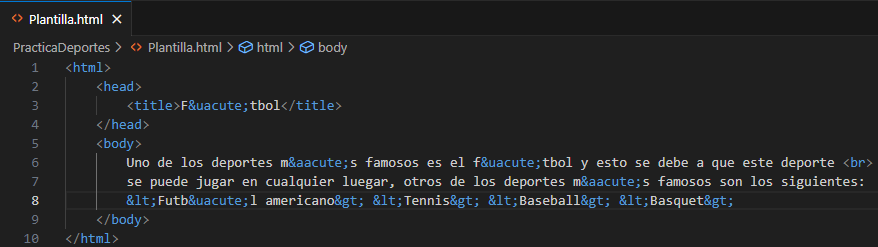 Plantilla.html ×
PracticaDeportes > Plantilla.html > html > body
1 <html>
2 <head>
3 <title>F&uacute;tbol</title>
4 </head>
5 <body>
6 Uno de los deportes m&aacute;s famosos es el f&uacute;tbol y esto se debe a que este deporte <br>
7 se puede jugar en cualquier luegar, otros de los deportes m&aacute;s famosos son los siguientes:
8 &lt;Futb&uacute;l americano&gt; &lt;Tennis&gt; &lt;Baseball&gt; &lt;Basquet&gt;
9 </body>
10 </html>